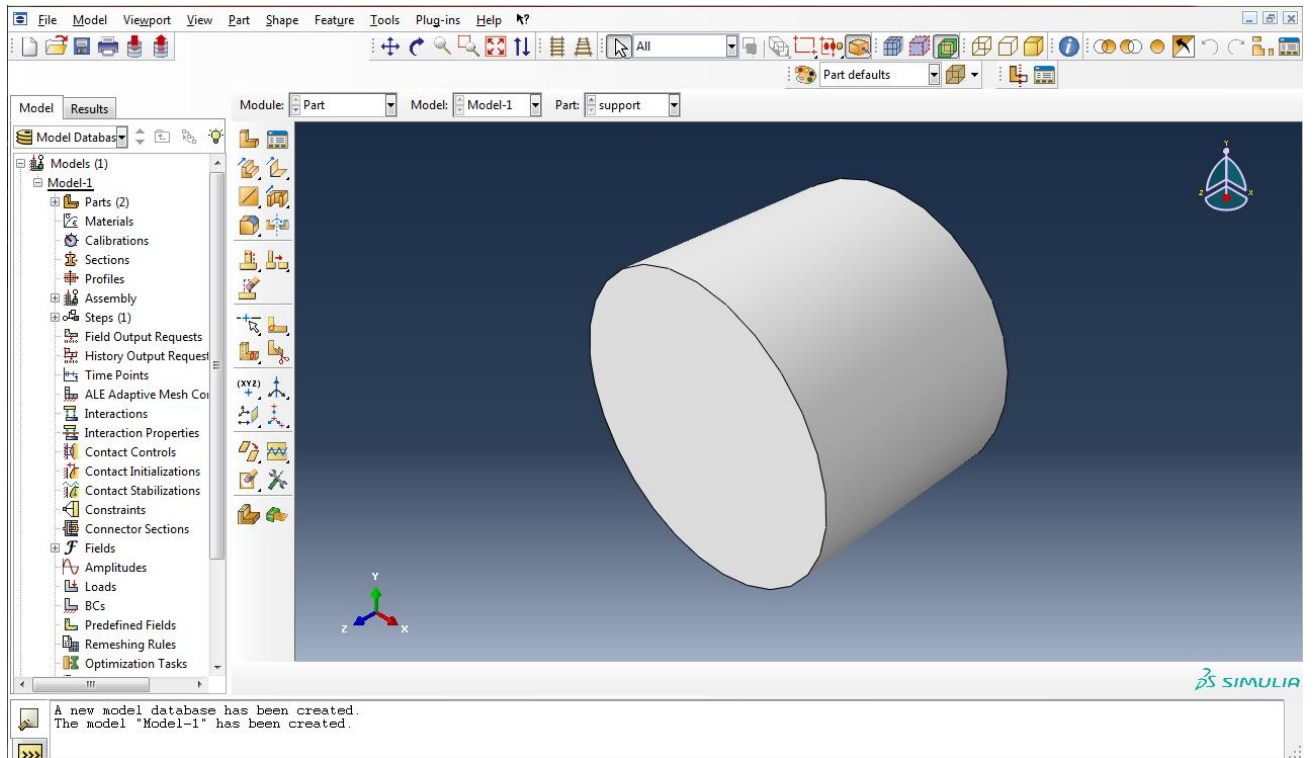 File Model Viewport View Part Shape Feature Tools Plug-ins Help
All
Part defaults
Model Results
Module: Part Model: Model-1 Part: support
Model Databas
Models (1)
Model-1
Parts (2)
Materials
Calibrations
Sections
Profiles
Assembly
Steps (1)
Field Output Requests
History Output Request
Time Points
ALE Adaptive Mesh Co
Interactions
Interaction Properties
Contact Controls
Contact Initializations
Contact Stabilizations
Constraints
Connector Sections
Fields
Amplitudes
Loads
BCs
Predefined Fields
Remeshing Rules
Optimization Tasks
(XYZ)
Y
Z X
Y
Z X
SIMULIA
A new model database has been created.
The model "Model-1" has been created.
>>>